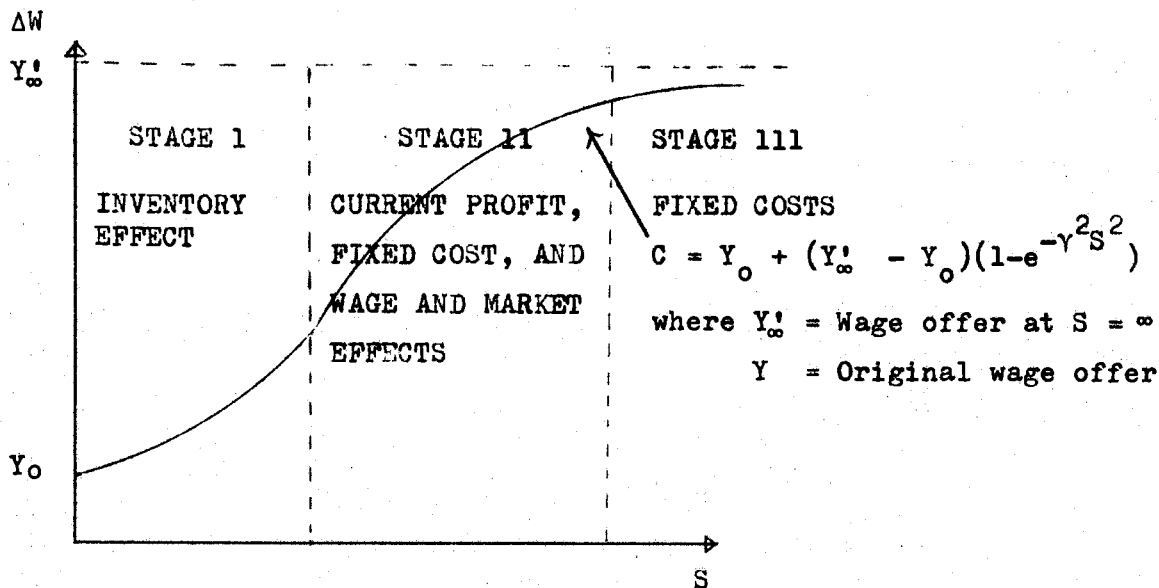 ΔW
Y'∞
STAGE 1
STAGE 11
STAGE 111
INVENTORY
EFFECT
CURRENT PROFIT,
FIXED COST, AND
WAGE AND MARKET
EFFECTS
FIXED COSTS
C = Yo + (Y'∞ - Yo)(1-e^-γ²S²)
where Y'∞ = Wage offer at S = ∞
Y = Original wage offer
Yo
S